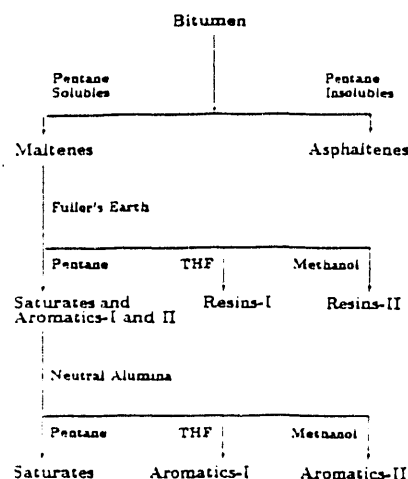 Bitumen
Pentane Solubles
Pentane Insolubles
Maltenes
Asphaltenes
Fuller's Earth
Pentane
THF
Methanol
Saturates and
Aromatics-I and II
Resins-I
Resins-II
Neutral Alumina
Pentane
THF
Methanol
Saturates
Aromatics-I
Aromatics-II